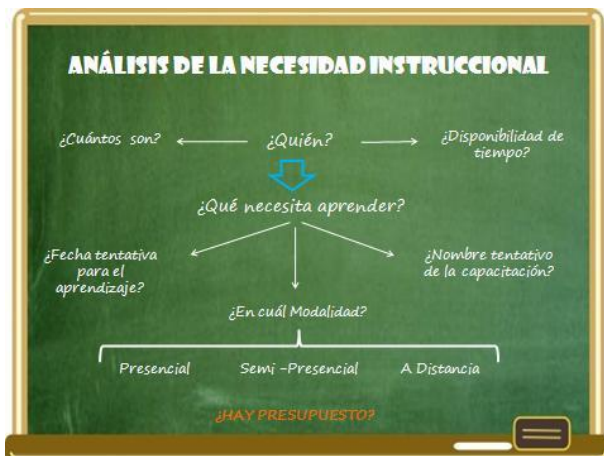 ANÁLISIS DE LA NECESIDAD INSTRUCCIONAL
¿Cuántos son?
¿Quién?
¿Disponibilidad de
tiempo?
¿Qué necesita aprender?
¿Fecha tentativa
para el
aprendizaje?
¿Nombre tentativo
de la capacitación?
¿En cuál Modalidad?
Presencial
Semi -Presencial
A Distancia
¿HAY PRESUPUESTO?